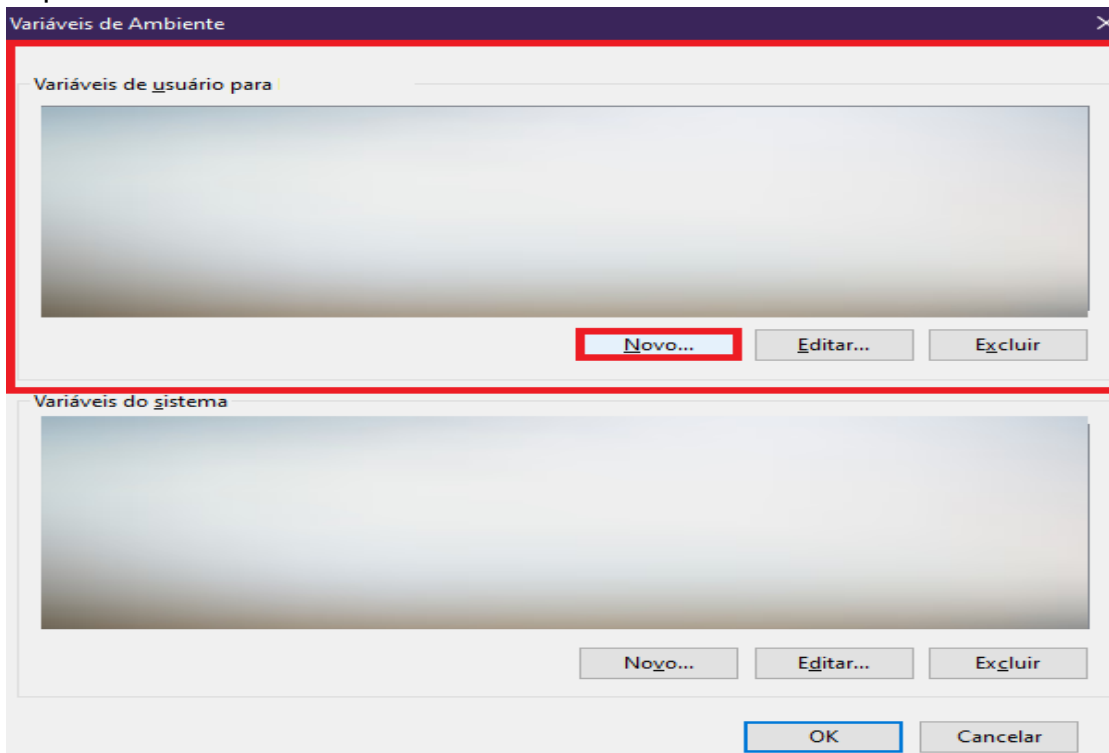 Variáveis de Ambiente
Variáveis de usuário para
Novo... Editar... Excluir
Variáveis do sistema
Novo... Editar... Excluir
OK Cancelar